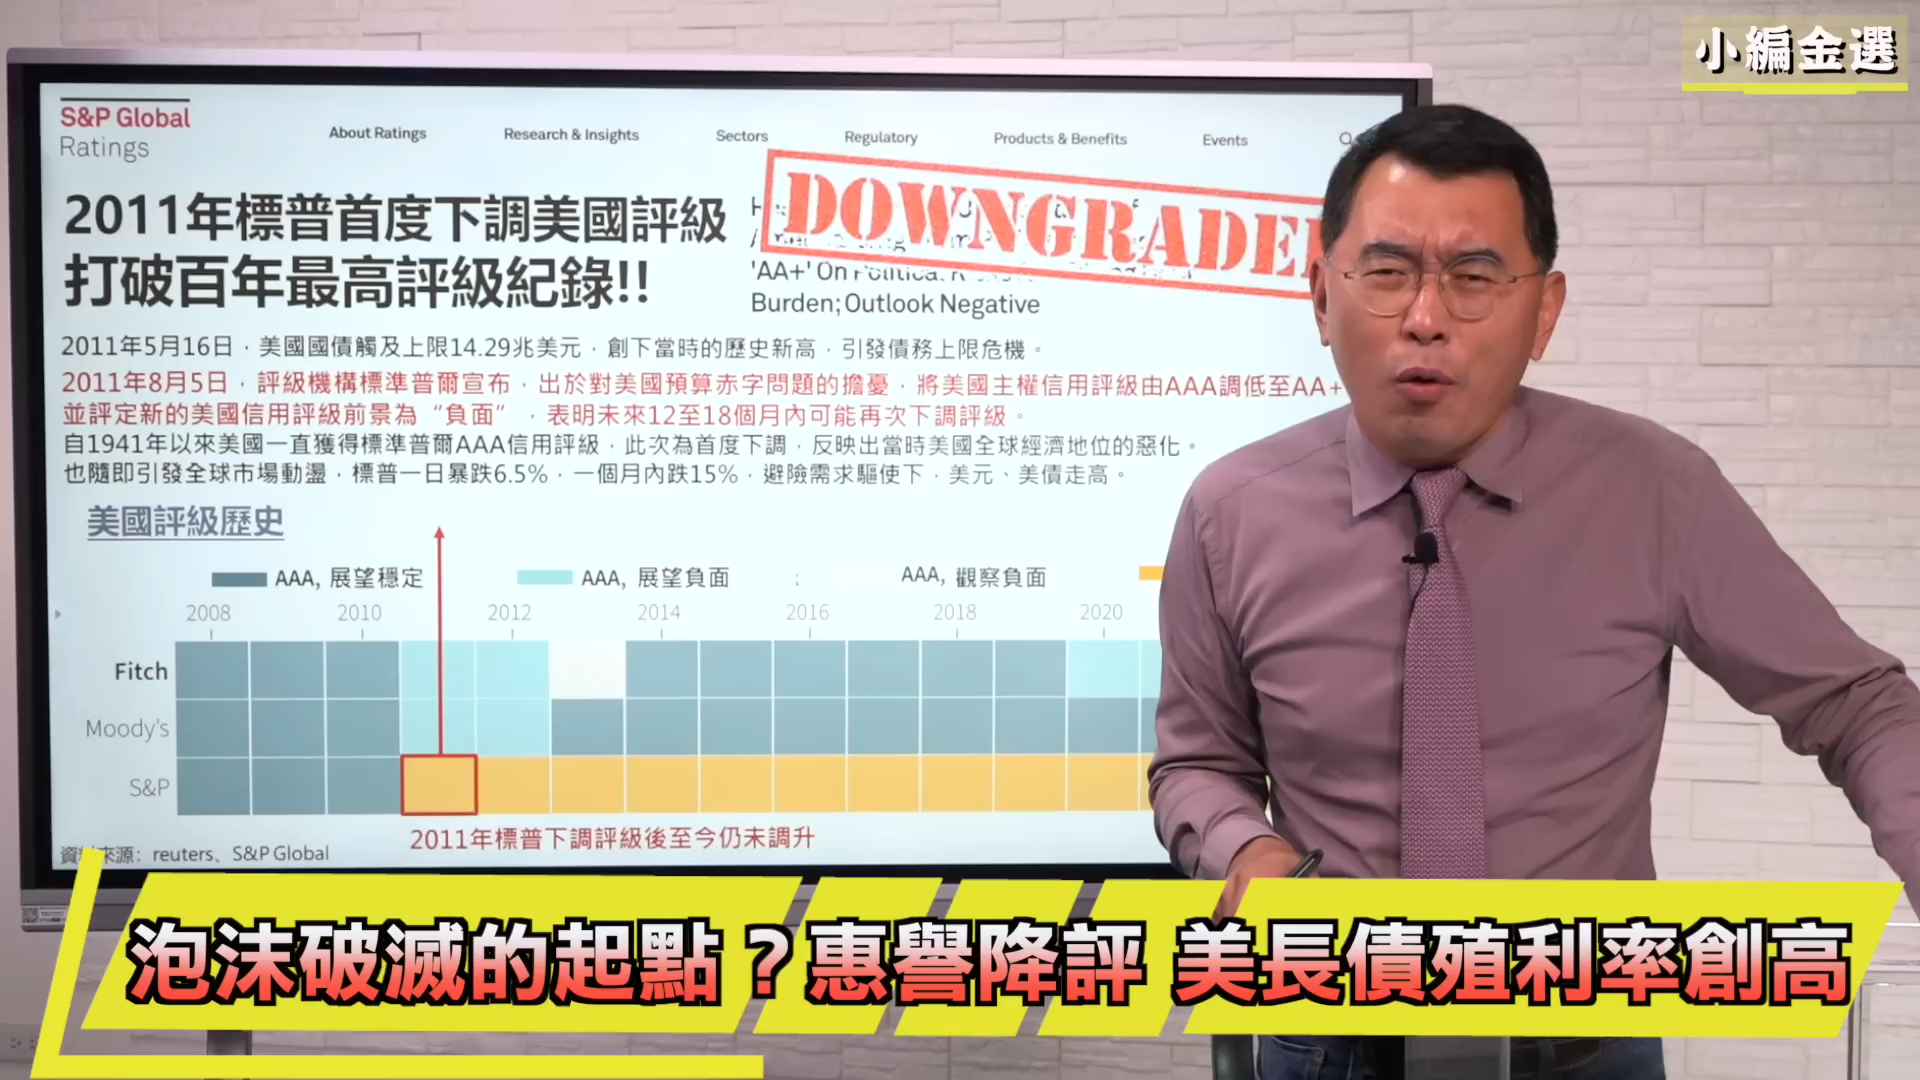 小編金選
S&P Global
Ratings
About Ratings
Research & Insights
Sectors
Regulatory
Products & Benefits
Events
2011年標普首度下調美國評級
打破百年最高評級紀錄!!
DOWNGRADE
'AA+' On Political
Burden; Outlook Negative
2011年5月16日，美國國債觸及上限14.29兆美元，創下當時的歷史新高，引發債務上限危機。
2011年8月5日，評級機構標準普爾宣布，出於對美國預算赤字問題的擔憂，將美國主權信用評級由AAA調低至AA+
並評定新的美國信用評級前景為“負面”，表明未來12至18個月內可能再次下調評級。
自1941年以來美國一直獲得標準普爾AAA信用評級，此次為首度下調，反映出當時美國全球經濟地位的惡化。
也隨即引發全球市場動盪，標普一日暴跌6.5%，一個月內跌15%，避險需求驅使下，美元、美債走高。
美國評級歷史
AAA, 展望穩定
AAA, 展望負面
AAA, 觀察負面
2008 2010 2012 2014 2016 2018 2020
Fitch
Moody's
S&P
2011年標普下調評級後至今仍未調升
資料來源：reuters、S&P Global
泡沫破滅的起點？惠譽降評 美長債殖利率創高